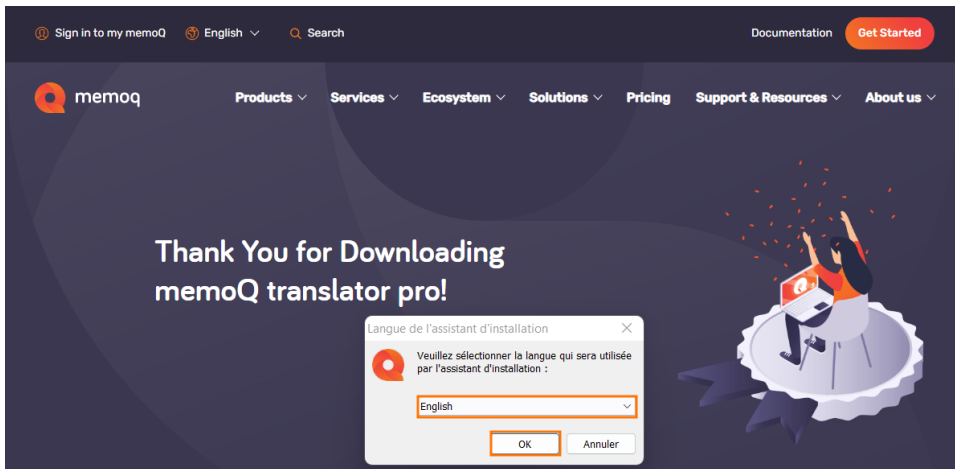 Sign in to my memoQ English Search Documentation Get Started
memoq Products Services Ecosystem Solutions Pricing Support & Resources About us
Thank You for Downloading
memoQ translator pro!
Langue de l'assistant d'installation
Veuillez sélectionner la langue qui sera utilisée
par l'assistant d'installation :
English
OK Annuler